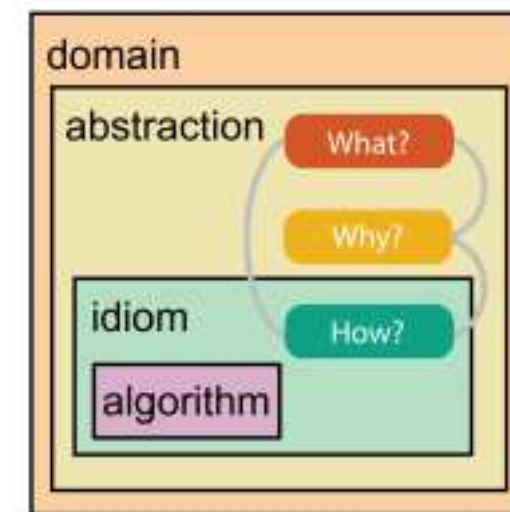 domain
abstraction
What?
Why?
idiom
How?
algorithm